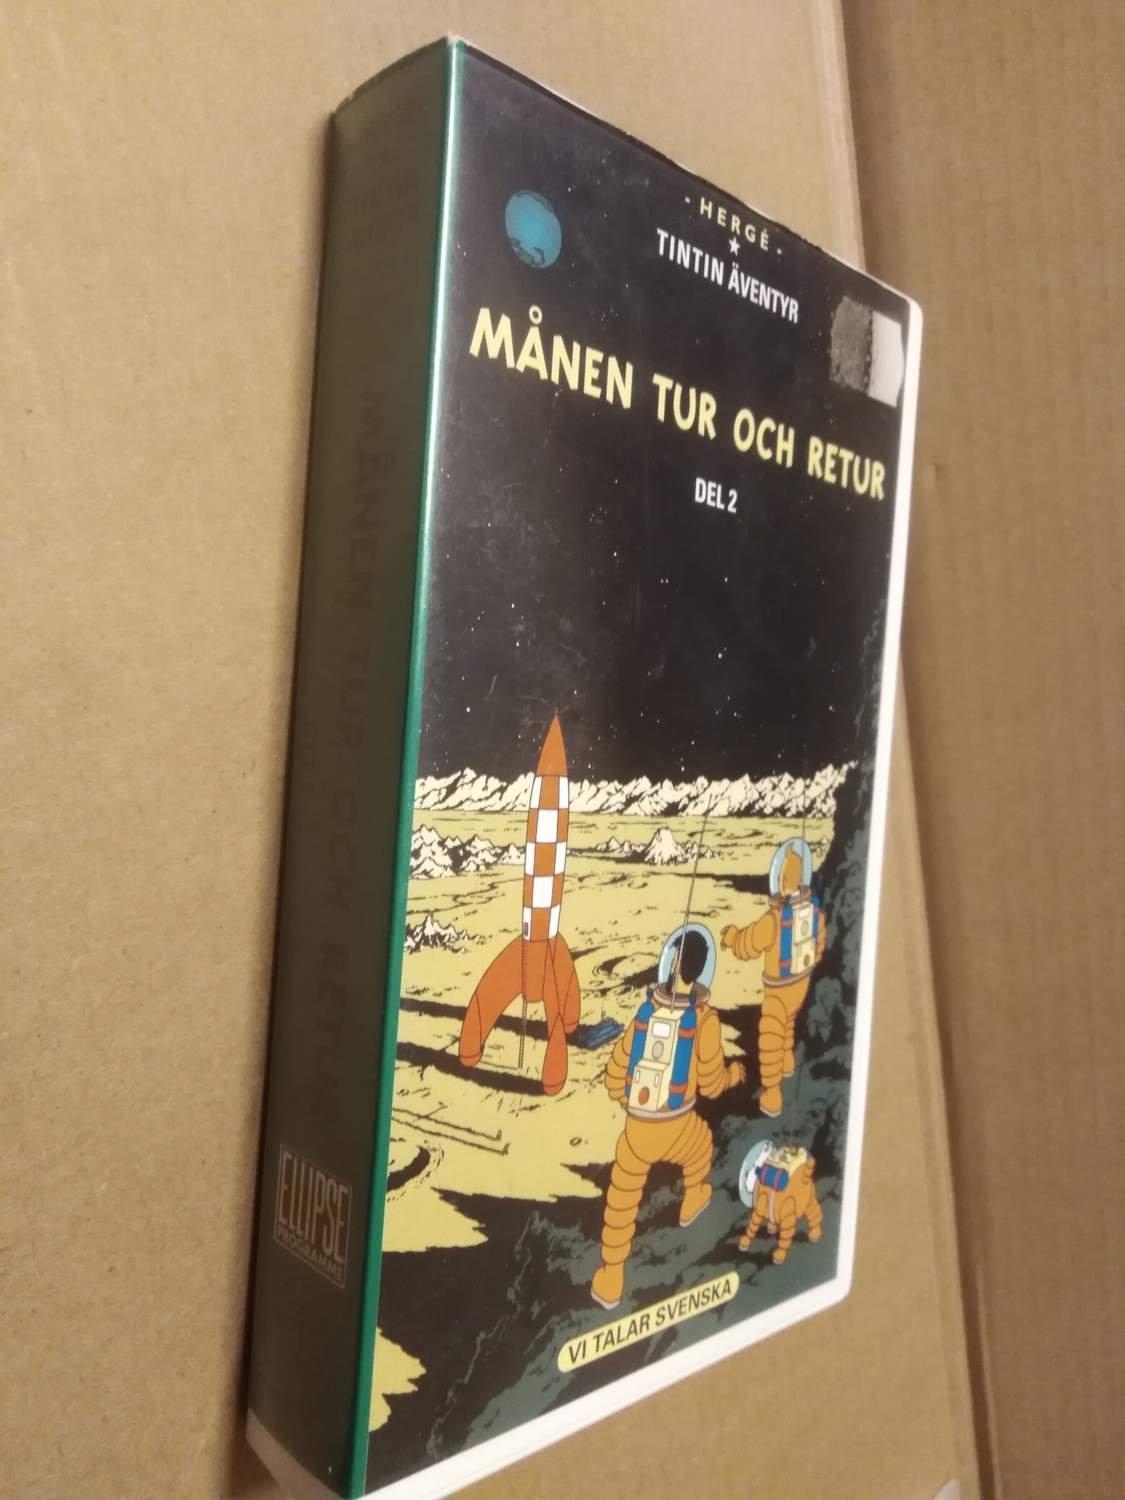 - HERGÉ -
TINTIN ÄVENTYR
MÅNEN TUR OCH RETUR
DEL 2
VI TALAR SVENSKA
MÅNEN TUR OCH RETUR
ELLIPSE
PROGRAMME